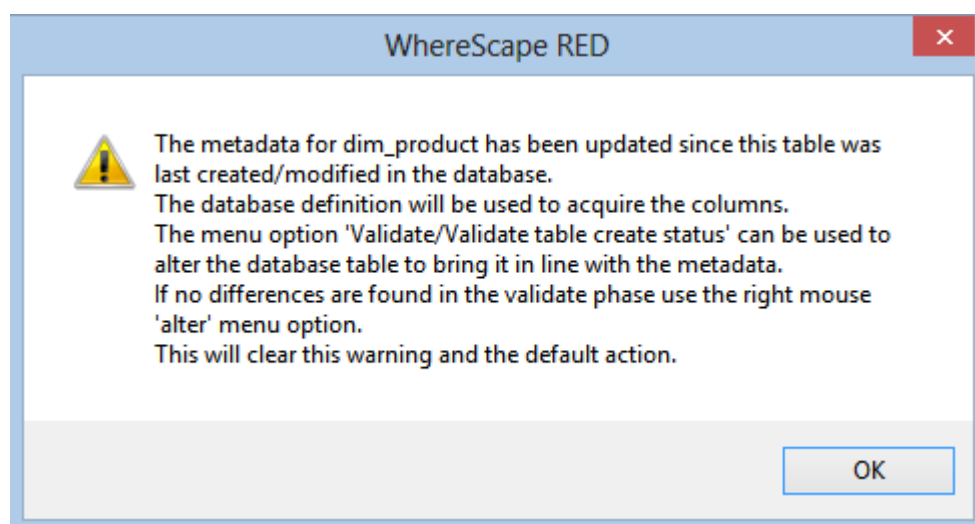 WhereScape RED
The metadata for dim_product has been updated since this table was
last created/modified in the database.
The database definition will be used to acquire the columns.
The menu option 'Validate/Validate table create status' can be used to
alter the database table to bring it in line with the metadata.
If no differences are found in the validate phase use the right mouse
'alter' menu option.
This will clear this warning and the default action.
OK